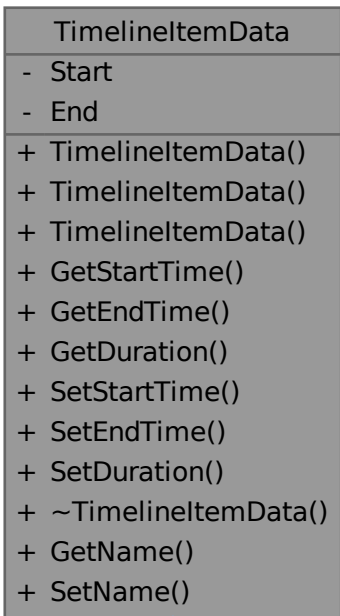 TimelineItemData
- Start
- End
+ TimelineItemData()
+ TimelineItemData()
+ TimelineItemData()
+ GetStartTime()
+ GetEndTime()
+ GetDuration()
+ SetStartTime()
+ SetEndTime()
+ SetDuration()
+ ~TimelineItemData()
+ GetName()
+ SetName()